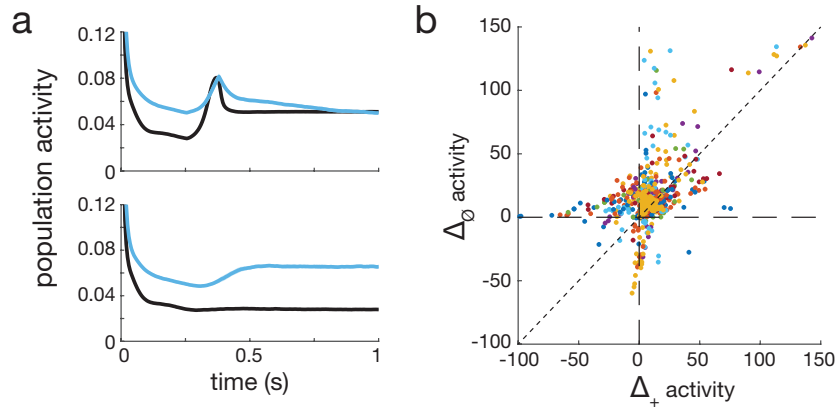 a
0.12
0.08
0.04
0
0.12
0.08
0.04
0
population activity
0 0.5 1
time (s)
b
150
100
50
0
-50
-100
Δø activity
-100 -50 0 50 100 150
Δ+ activity